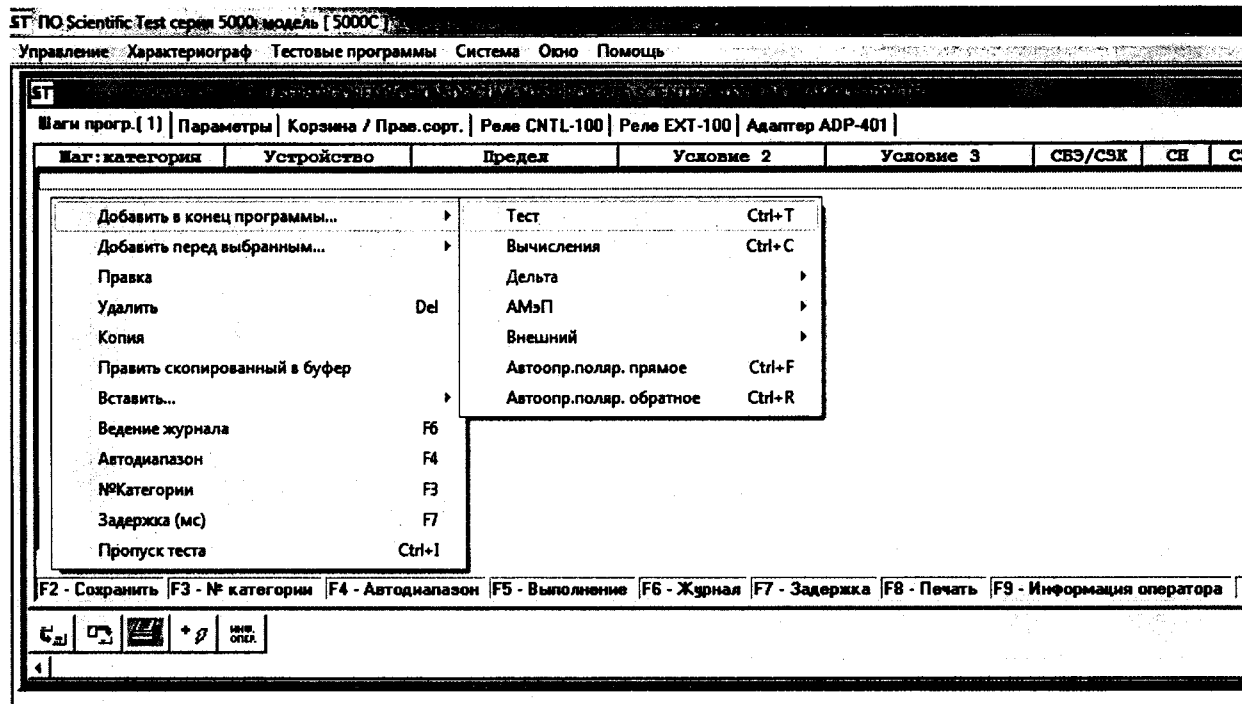 ST ПО Scientific Test серии 5000: модель [ 5000C ]
Управление Характериограф Тестовые программы Система Окно Помощь
ST
Шаги прогр.( 1) Параметры Корзина / Прав.сорт. Реле CNTL-100 Реле EXT-100 Адаптер ADP-401
Шаг:категория Устройство Предел Условие 2 Условие 3 СВЭ/СЭК СН
Добавить в конец программы...
Добавить перед выбранным...
Правка
Удалить Del
Копия
Править скопированный в буфер
Вставить...
Ведение журнала F6
Автодиапазон F4
№Категории F3
Задержка (мс) F7
Пропуск теста Ctrl+I
Тест Ctrl+T
Вычисления Ctrl+C
Дельта
АМэП
Внешний
Автоопр.поляр. прямое Ctrl+F
Автоопр.поляр. обратное Ctrl+R
F2 - Сохранить F3 - № категории F4 - Автодиапазон F5 - Выполнение F6 - Журнал F7 - Задержка F8 - Печать F9 - Информация оператора
ИНФ.
ОПЕР.